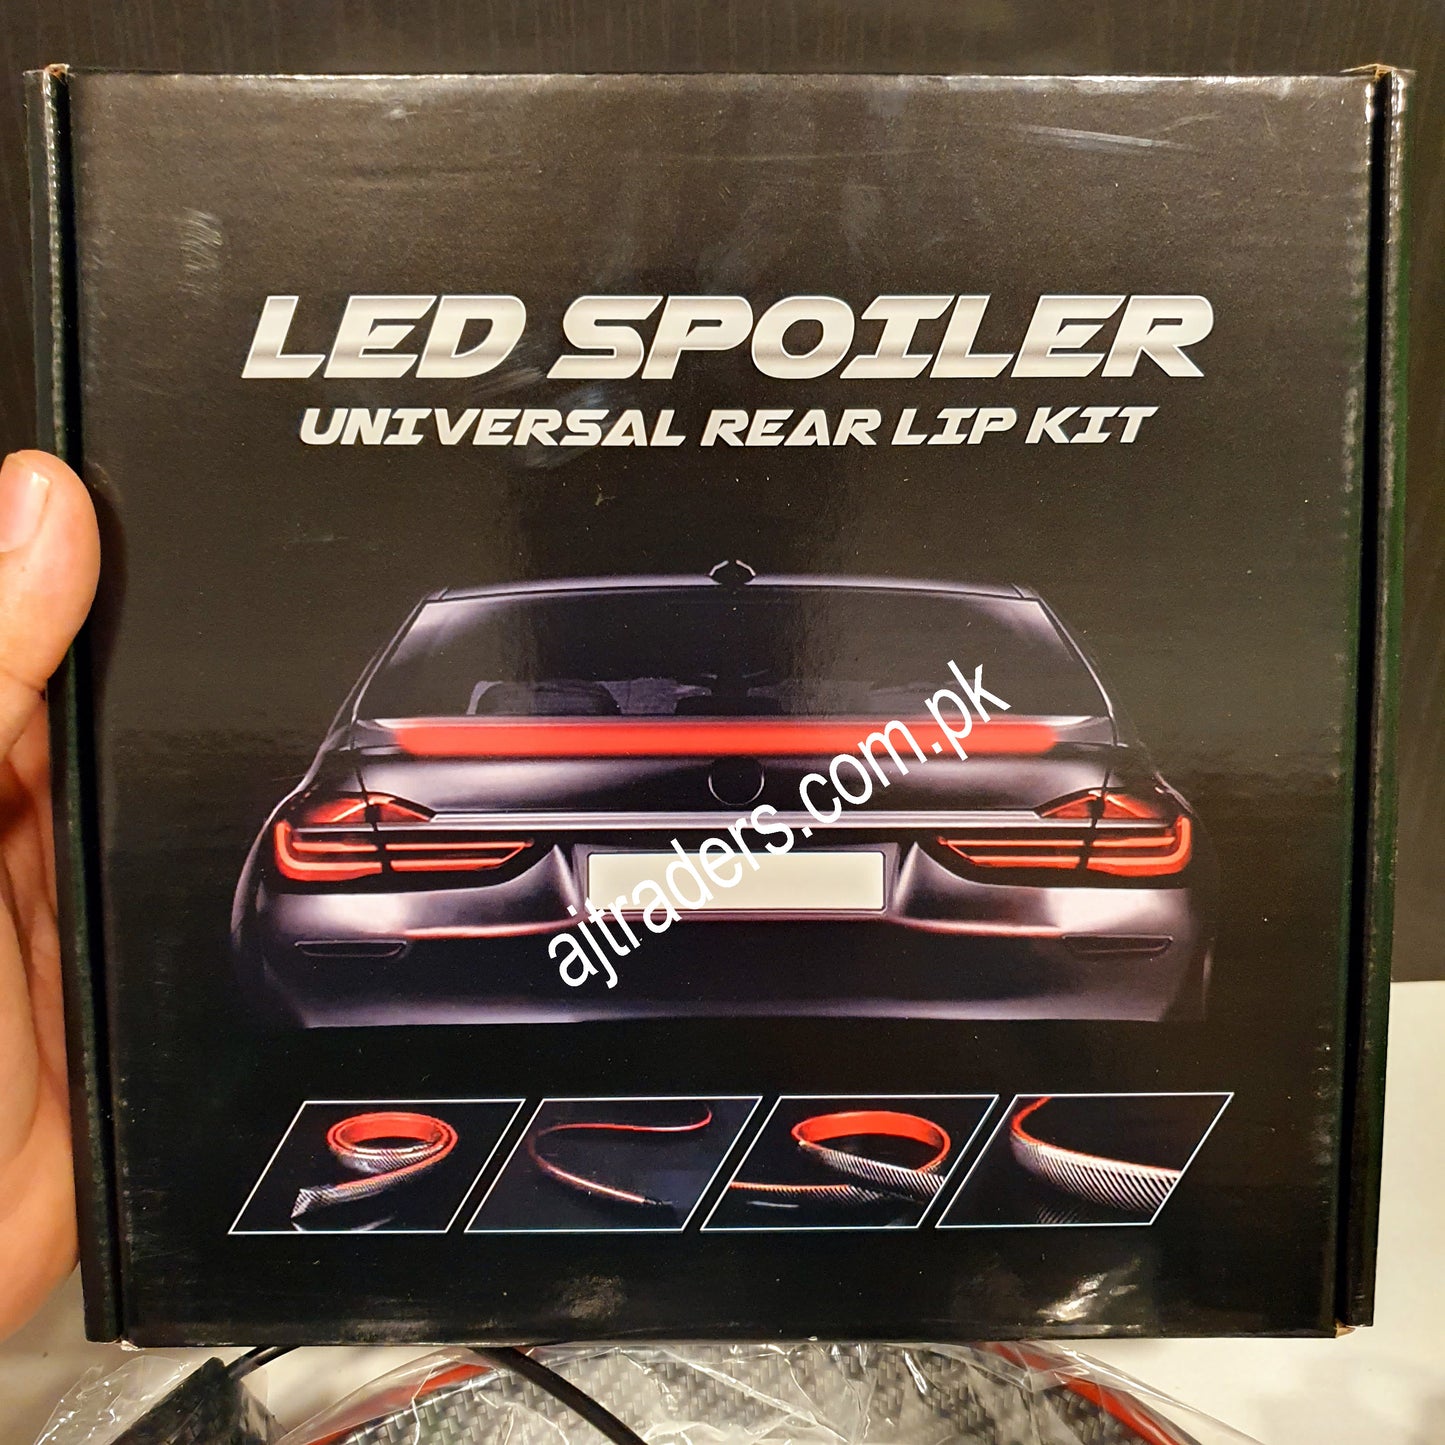 LED SPOILER
UNIVERSAL REAR LIP KIT
ajtraders.com.pk